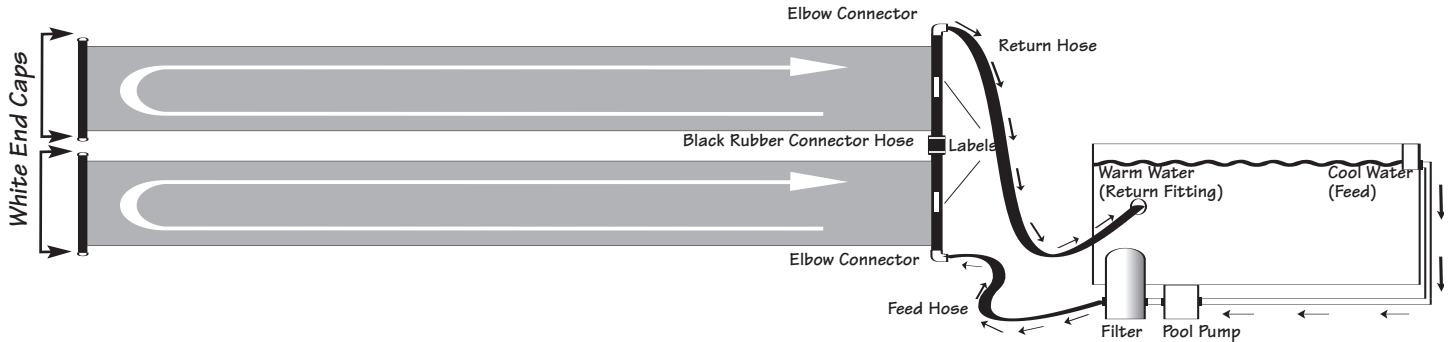 Elbow Connector
Return Hose
White End Caps
Black Rubber Connector Hose
Labels
Warm Water
(Return Fitting)
Cool Water
(Feed)
Elbow Connector
Feed Hose
Filter
Pool Pump